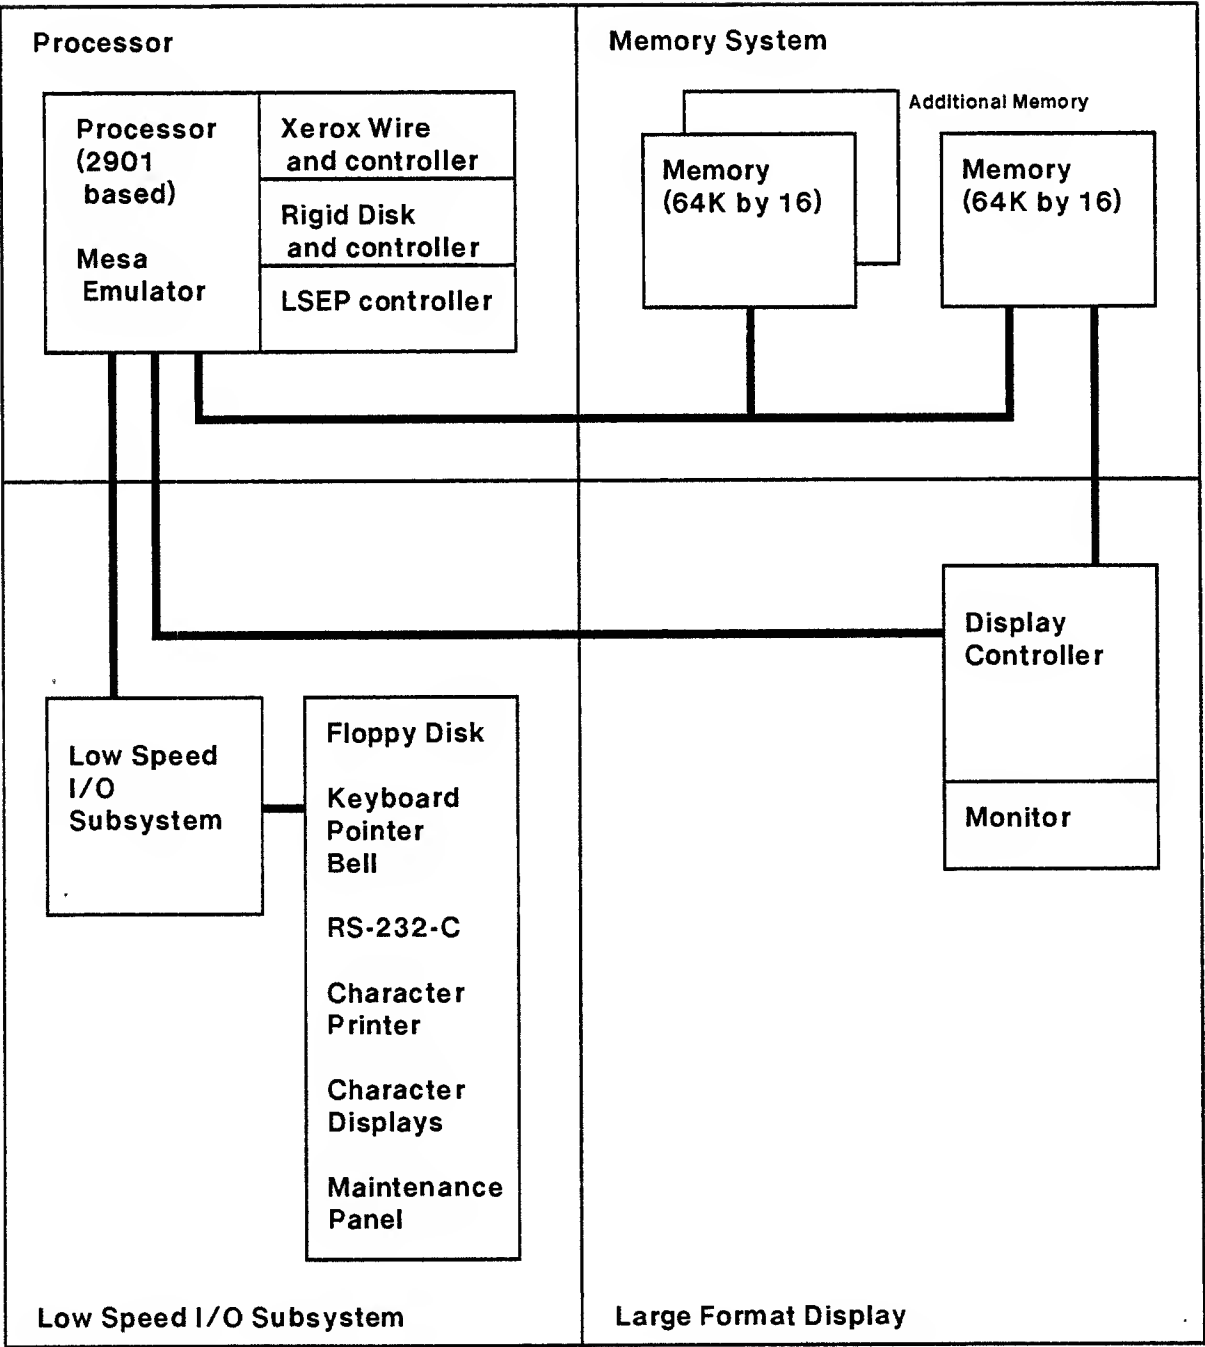 Processor
Processor
(2901
based)
Mesa
Emulator
Xerox Wire
and controller
Rigid Disk
and controller
LSEP controller
Memory System
Additional Memory
Memory
(64K by 16)
Memory
(64K by 16)
Low Speed
I/O
Subsystem
Floppy Disk
Keyboard
Pointer
Bell
RS-232-C
Character
Printer
Character
Displays
Maintenance
Panel
Low Speed I/O Subsystem
Display
Controller
Monitor
Large Format Display